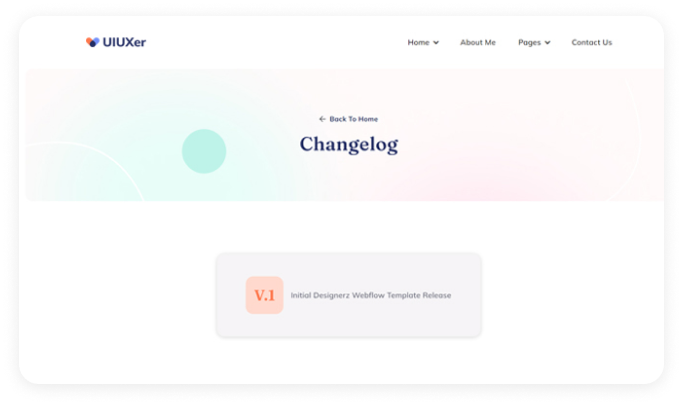 UIUXer
Home
About Me
Pages
Contact Us
← Back To Home
Changelog
V.1
Initial Designerz Webflow Template Release